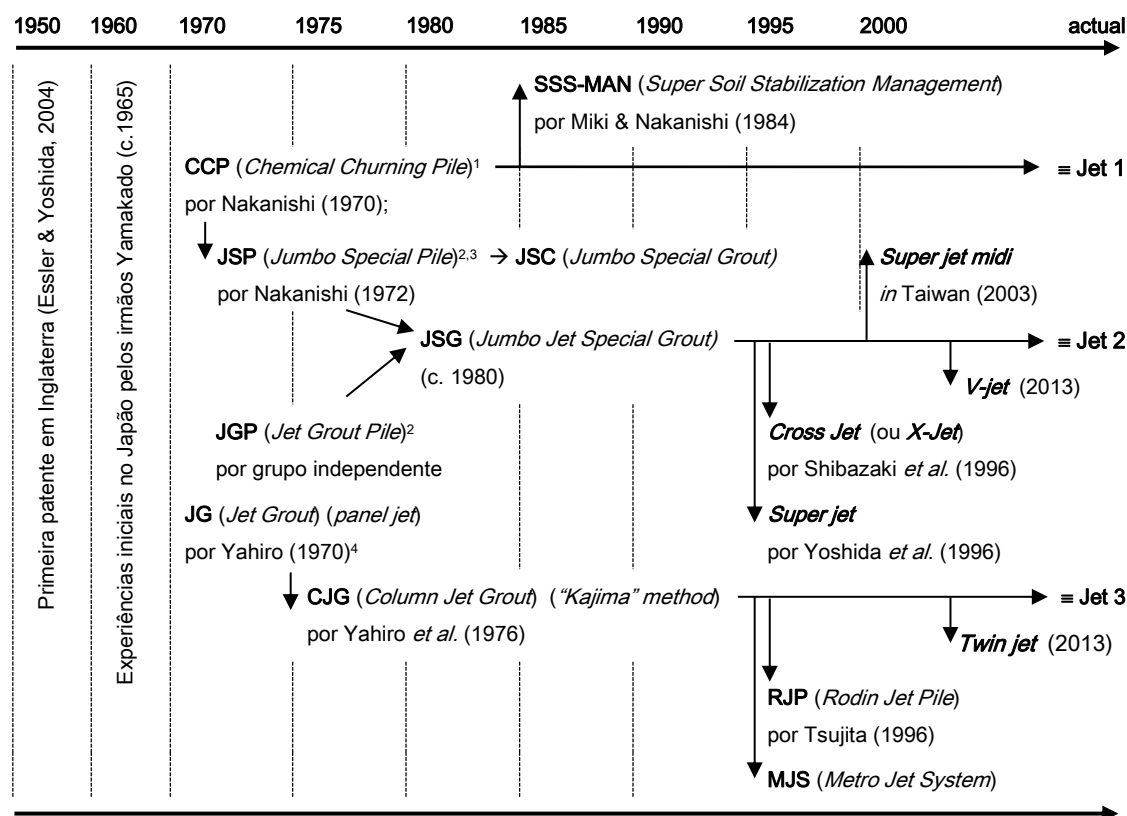 1950 1960 1970 1975 1980 1985 1990 1995 2000 actual
Primeira patente em Inglaterra (Essler & Yoshida, 2004)
Experiências iniciais no Japão pelos irmãos Yamakado (c.1965)
SSS-MAN (Super Soil Stabilization Management)
por Miki & Nakanishi (1984)
CCP (Chemical Churning Pile)¹
≡ Jet 1
por Nakanishi (1970);
JSP (Jumbo Special Pile)²,³ → JSC (Jumbo Special Grout)
por Nakanishi (1972)
Super jet midi
in Taiwan (2003)
JSG (Jumbo Jet Special Grout)
≡ Jet 2
(c. 1980)
V-jet (2013)
JGP (Jet Grout Pile)²
por grupo independente
Cross Jet (ou X-Jet)
por Shibazaki et al. (1996)
JG (Jet Grout) (panel jet)
por Yahiro (1970)⁴
Super jet
por Yoshida et al. (1996)
CJG (Column Jet Grout) (“Kajima” method)
≡ Jet 3
por Yahiro et al. (1976)
Twin jet (2013)
RJP (Rodin Jet Pile)
por Tsujita (1996)
MJS (Metro Jet System)